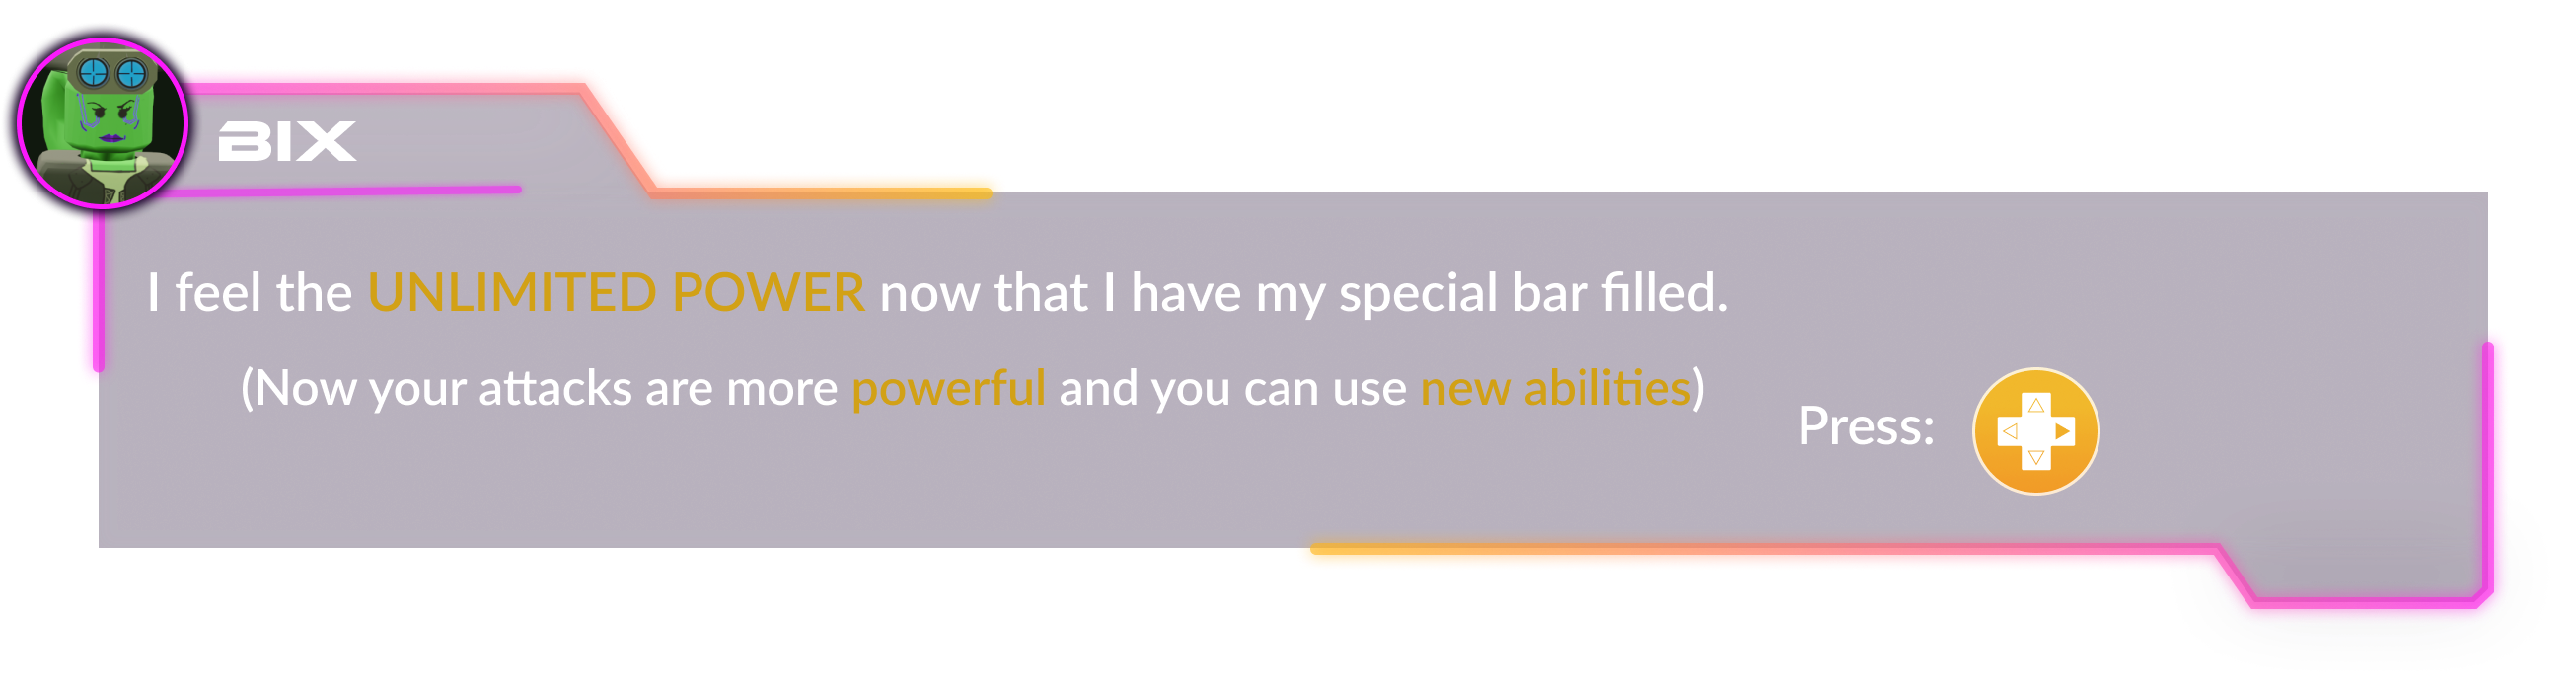 BIX
I feel the UNLIMITED POWER now that I have my special bar filled.
(Now your attacks are more powerful and you can use new abilities)
Press: